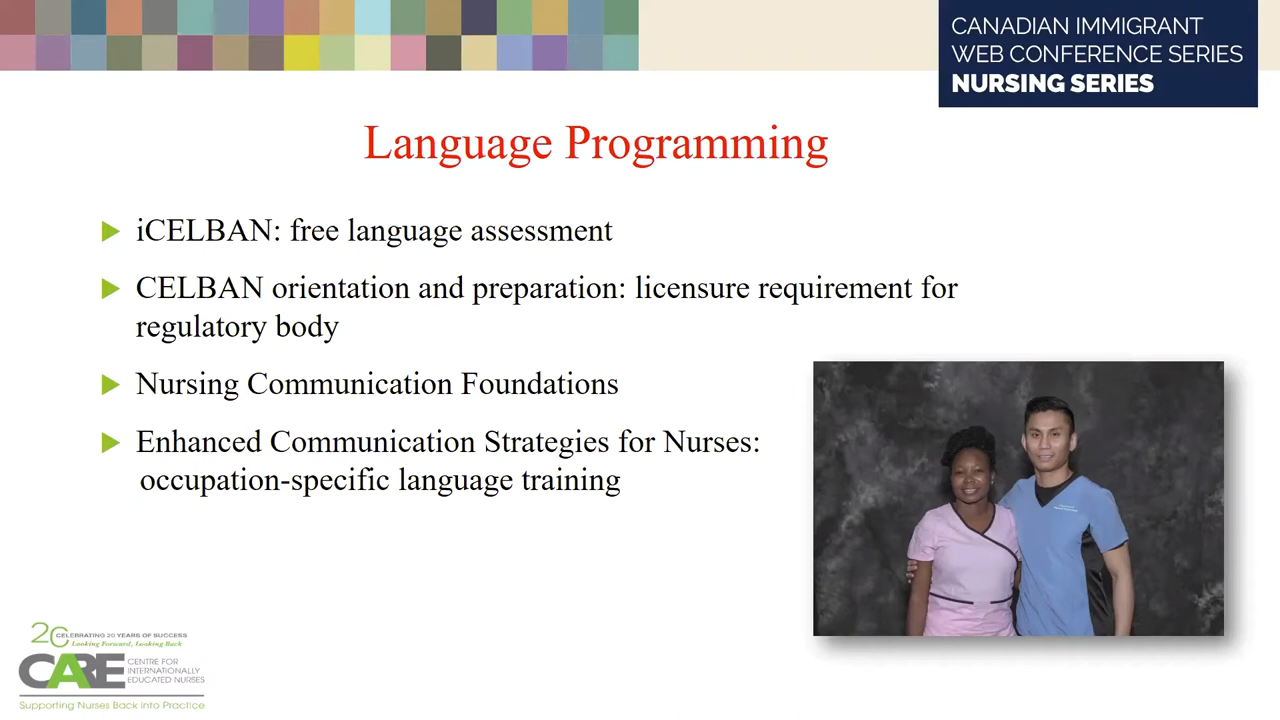 CANADIAN IMMIGRANT
WEB CONFERENCE SERIES
NURSING SERIES
Language Programming
iCELBAN: free language assessment
CELBAN orientation and preparation: licensure requirement for
regulatory body
Nursing Communication Foundations
Enhanced Communication Strategies for Nurses:
occupation-specific language training
20 CELEBRATING 20 YEARS OF SUCCESS
Looking Forward, Looking Back
CARE CENTRE FOR
INTERNATIONALLY
EDUCATED NURSES
Supporting Nurses Back into Practice